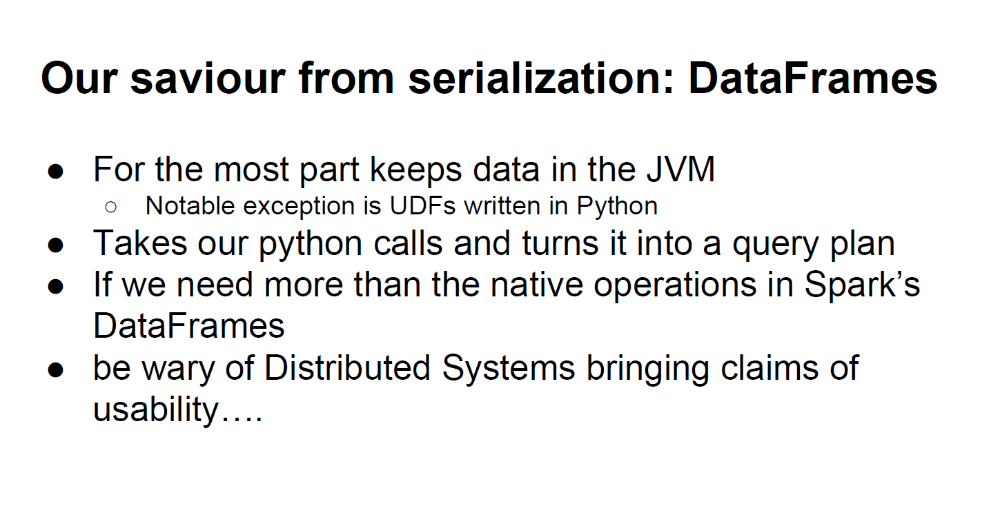 Our saviour from serialization: DataFrames
● For the most part keeps data in the JVM
○ Notable exception is UDFs written in Python
● Takes our python calls and turns it into a query plan
● If we need more than the native operations in Spark’s
DataFrames
● be wary of Distributed Systems bringing claims of
usability….